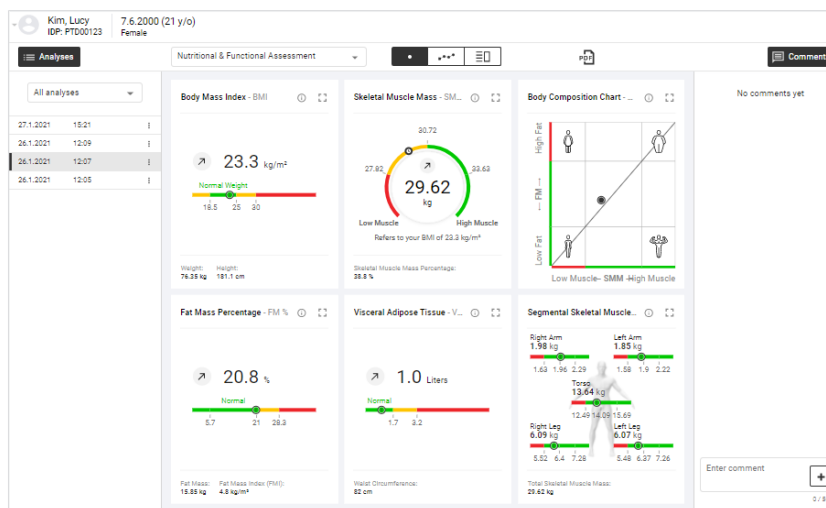 Kim, Lucy
IDP: PTD00123
7.6.2000 (21 y/o)
Female
Analyses
Nutritional & Functional Assessment
PDF
Comment
All analyses
27.1.2021 15:21
26.1.2021 12:09
26.1.2021 12:07
26.1.2021 12:05
Body Mass Index - BMI
23.3 kg/m²
Normal Weight
18.5 25 30
Weight: Height:
76.35 kg 181.1 cm
Skeletal Muscle Mass - SM...
30.72
27.82 33.63
29.62
kg
Low Muscle High Muscle
Refers to your BMI of 23.3 kg/m²
Skeletal Muscle Mass Percentage:
38.8 %
Body Composition Chart - ...
High Fat
← FM →
Low Fat
Low Muscle– SMM –High Muscle
Fat Mass Percentage - FM %
20.8 %
Normal
5.7 21 28.3
Fat Mass: Fat Mass Index (FMI):
15.85 kg 4.8 kg/m²
Visceral Adipose Tissue - V...
1.0 Liters
Normal
1.7 3.2
Waist Circumference:
82 cm
Segmental Skeletal Muscle...
Right Arm Left Arm
1.98 kg 1.85 kg
1.63 1.96 2.29 1.58 1.9 2.22
Torso
13.64 kg
12.49 14.09 15.69
Right Leg Left Leg
6.09 kg 6.07 kg
5.52 6.4 7.28 5.48 6.37 7.26
Total Skeletal Muscle Mass:
29.62 kg
No comments yet
Enter comment
+